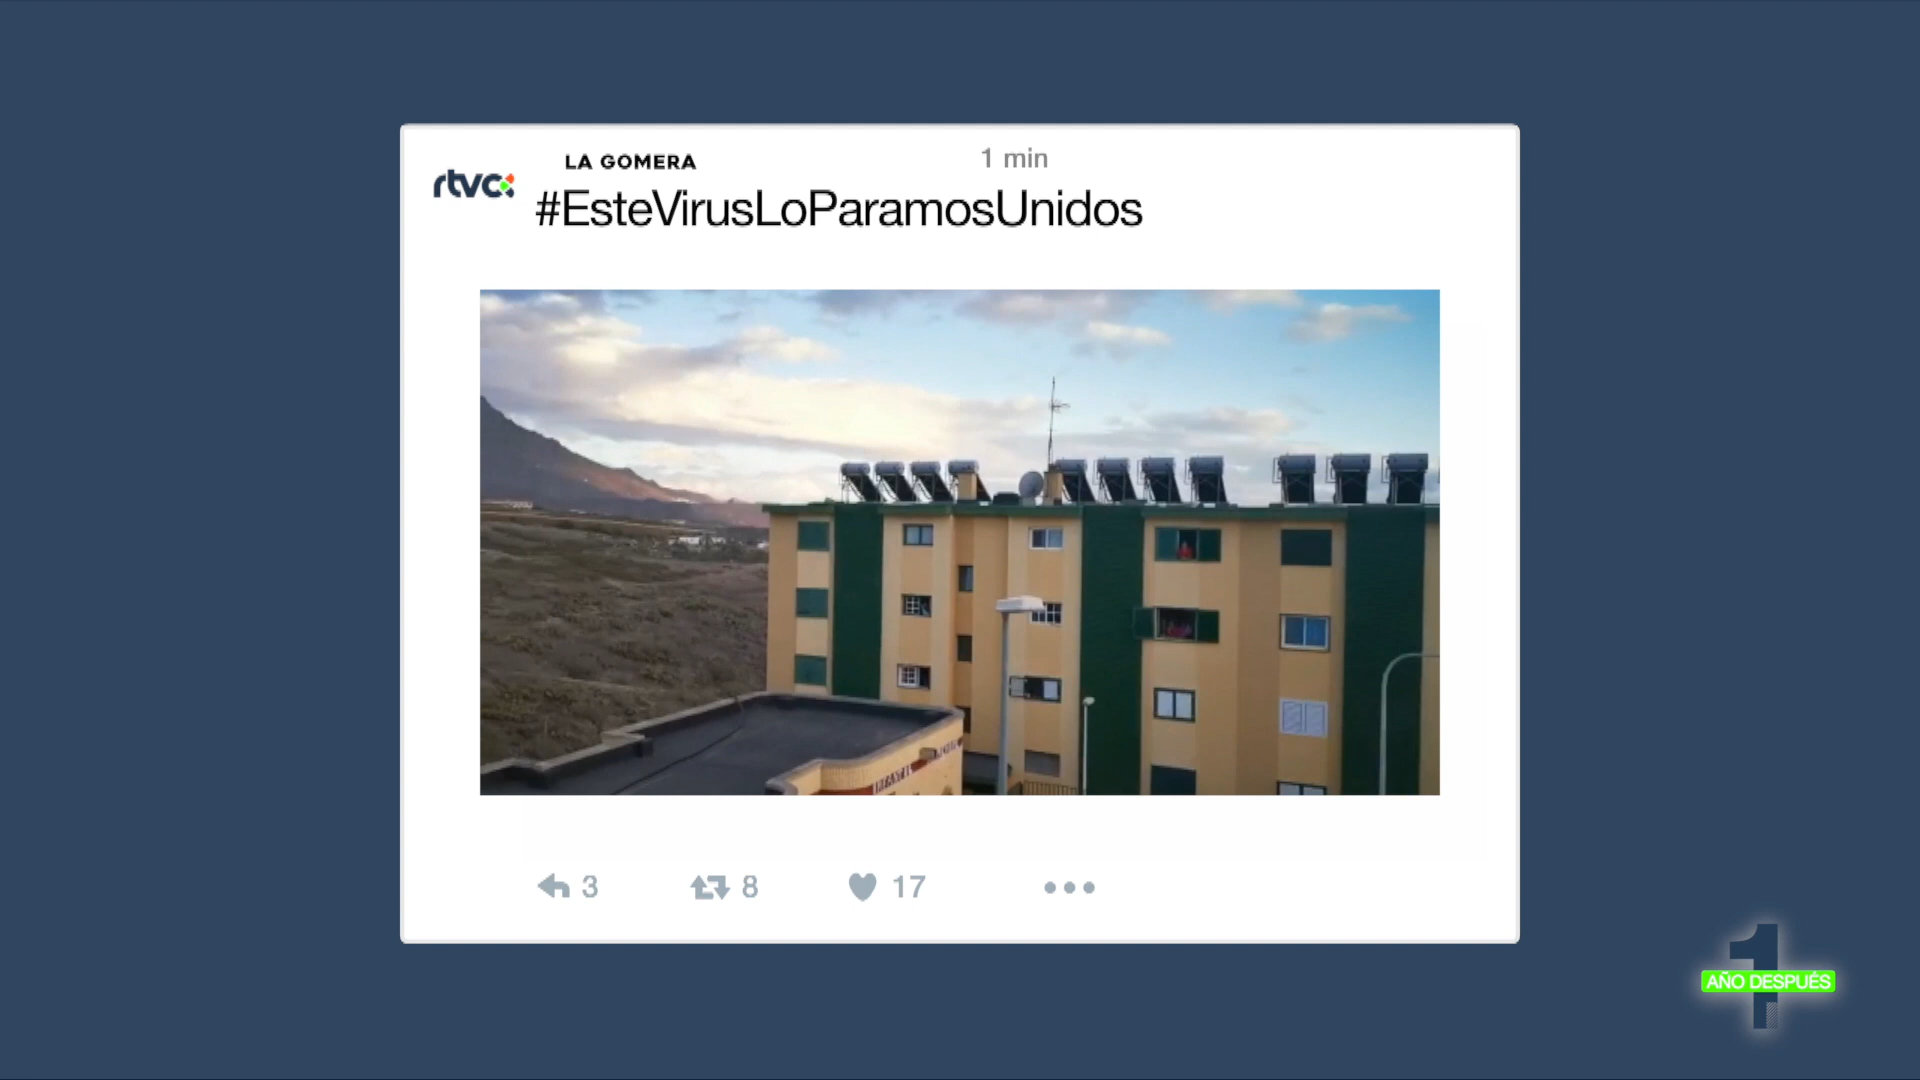 LA GOMERA
1 min
rtvc
#EsteVirusLoParamosUnidos
3
8
17
1
AÑO DESPUÉS